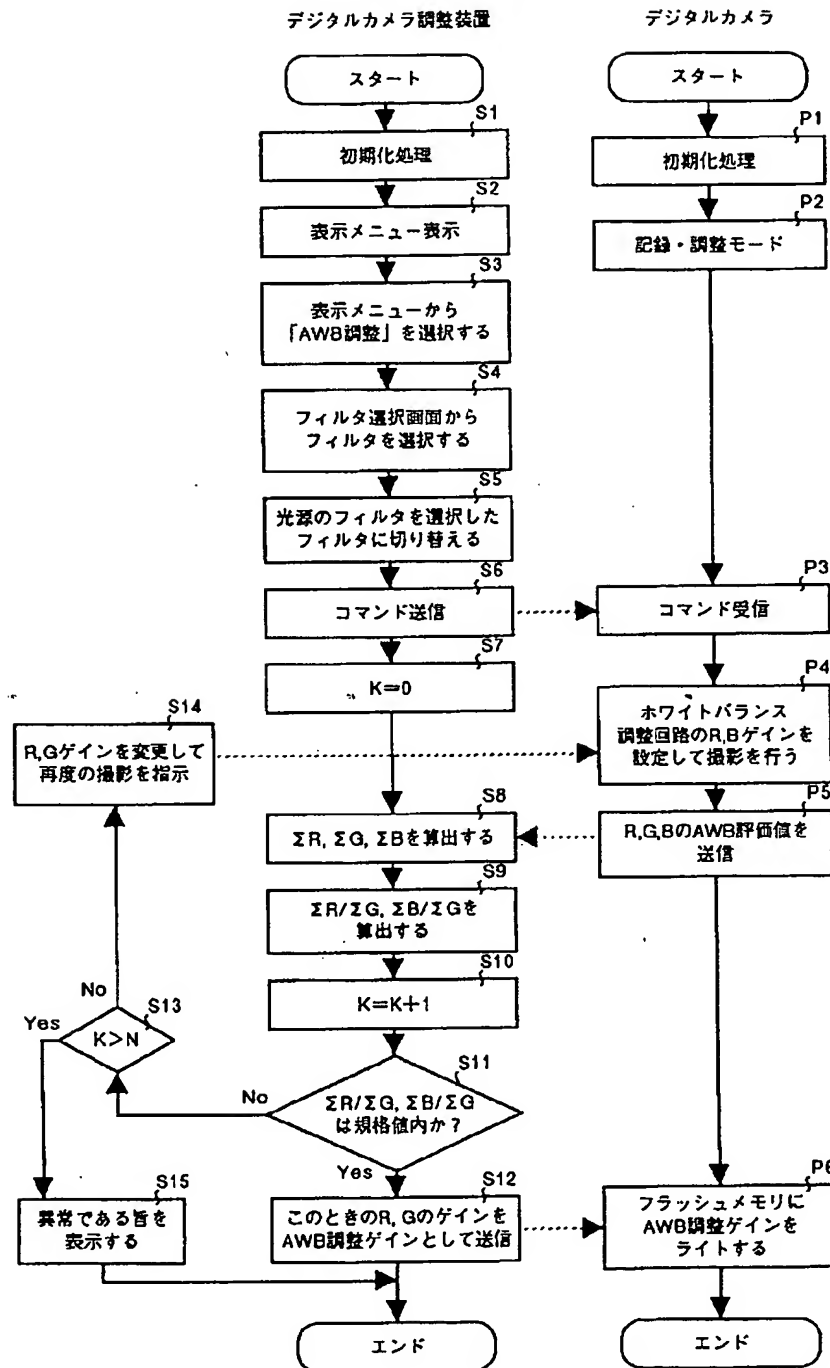 デジタルカメラ調整装置
デジタルカメラ
スタート
S1
初期化処理
S2
表示メニュー表示
S3
表示メニューから
「AWB調整」を選択する
S4
フィルタ選択画面から
フィルタを選択する
S5
光源のフィルタを選択した
フィルタに切り替える
S6
コマンド送信
S7
K=0
S14
R,Gゲインを変更して
再度の撮影を指示
S8
ΣR, ΣG, ΣBを算出する
S9
ΣR/ΣG, ΣB/ΣGを
算出する
S10
K=K+1
No
S13
Yes
K>N
S11
No
ΣR/ΣG, ΣB/ΣG
は規格値内か?
Yes
S15
異常である旨を
表示する
S12
このときのR, Gのゲインを
AWB調整ゲインとして送信
エンド
スタート
P1
初期化処理
P2
記録・調整モード
P3
コマンド受信
P4
ホワイトバランス
調整回路のR,Bゲインを
設定して撮影を行う
P5
R,G,BのAWB評価値を
送信
P6
フラッシュメモリに
AWB調整ゲインを
ライトする
エンド